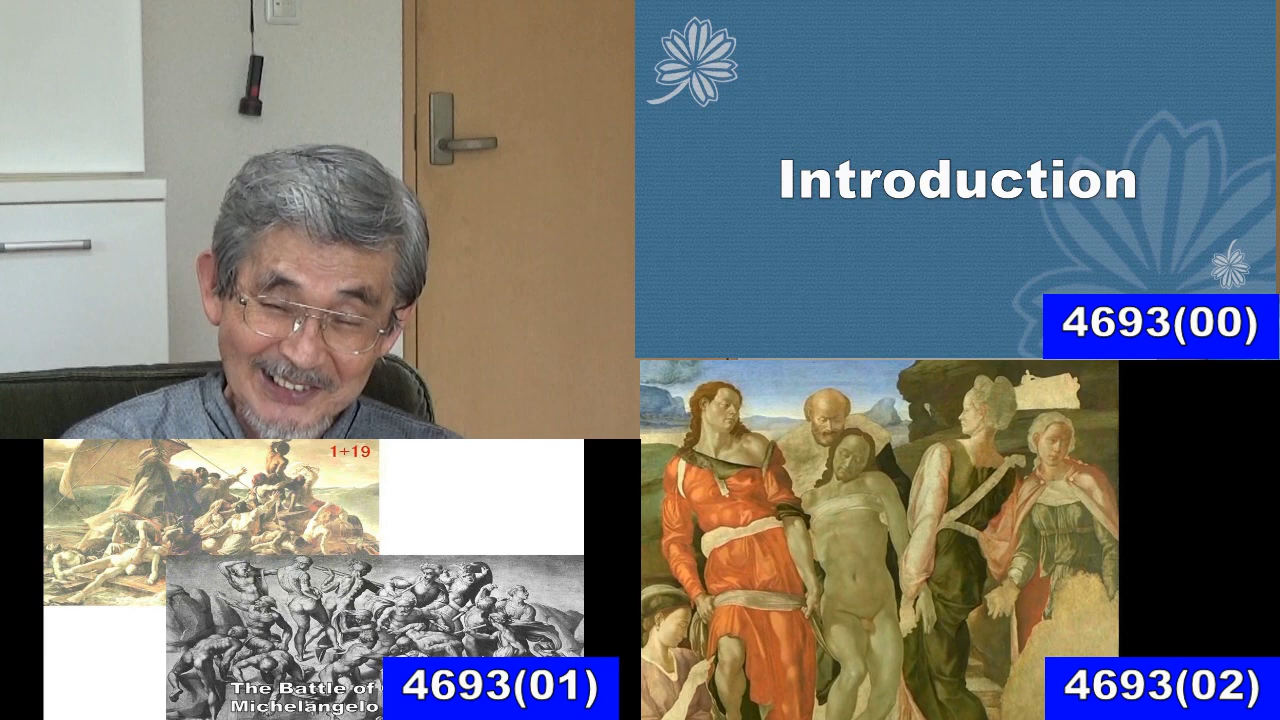 Introduction
4693(00)
1+19
The Battle of
Michelangelo
4693(01)
4693(02)